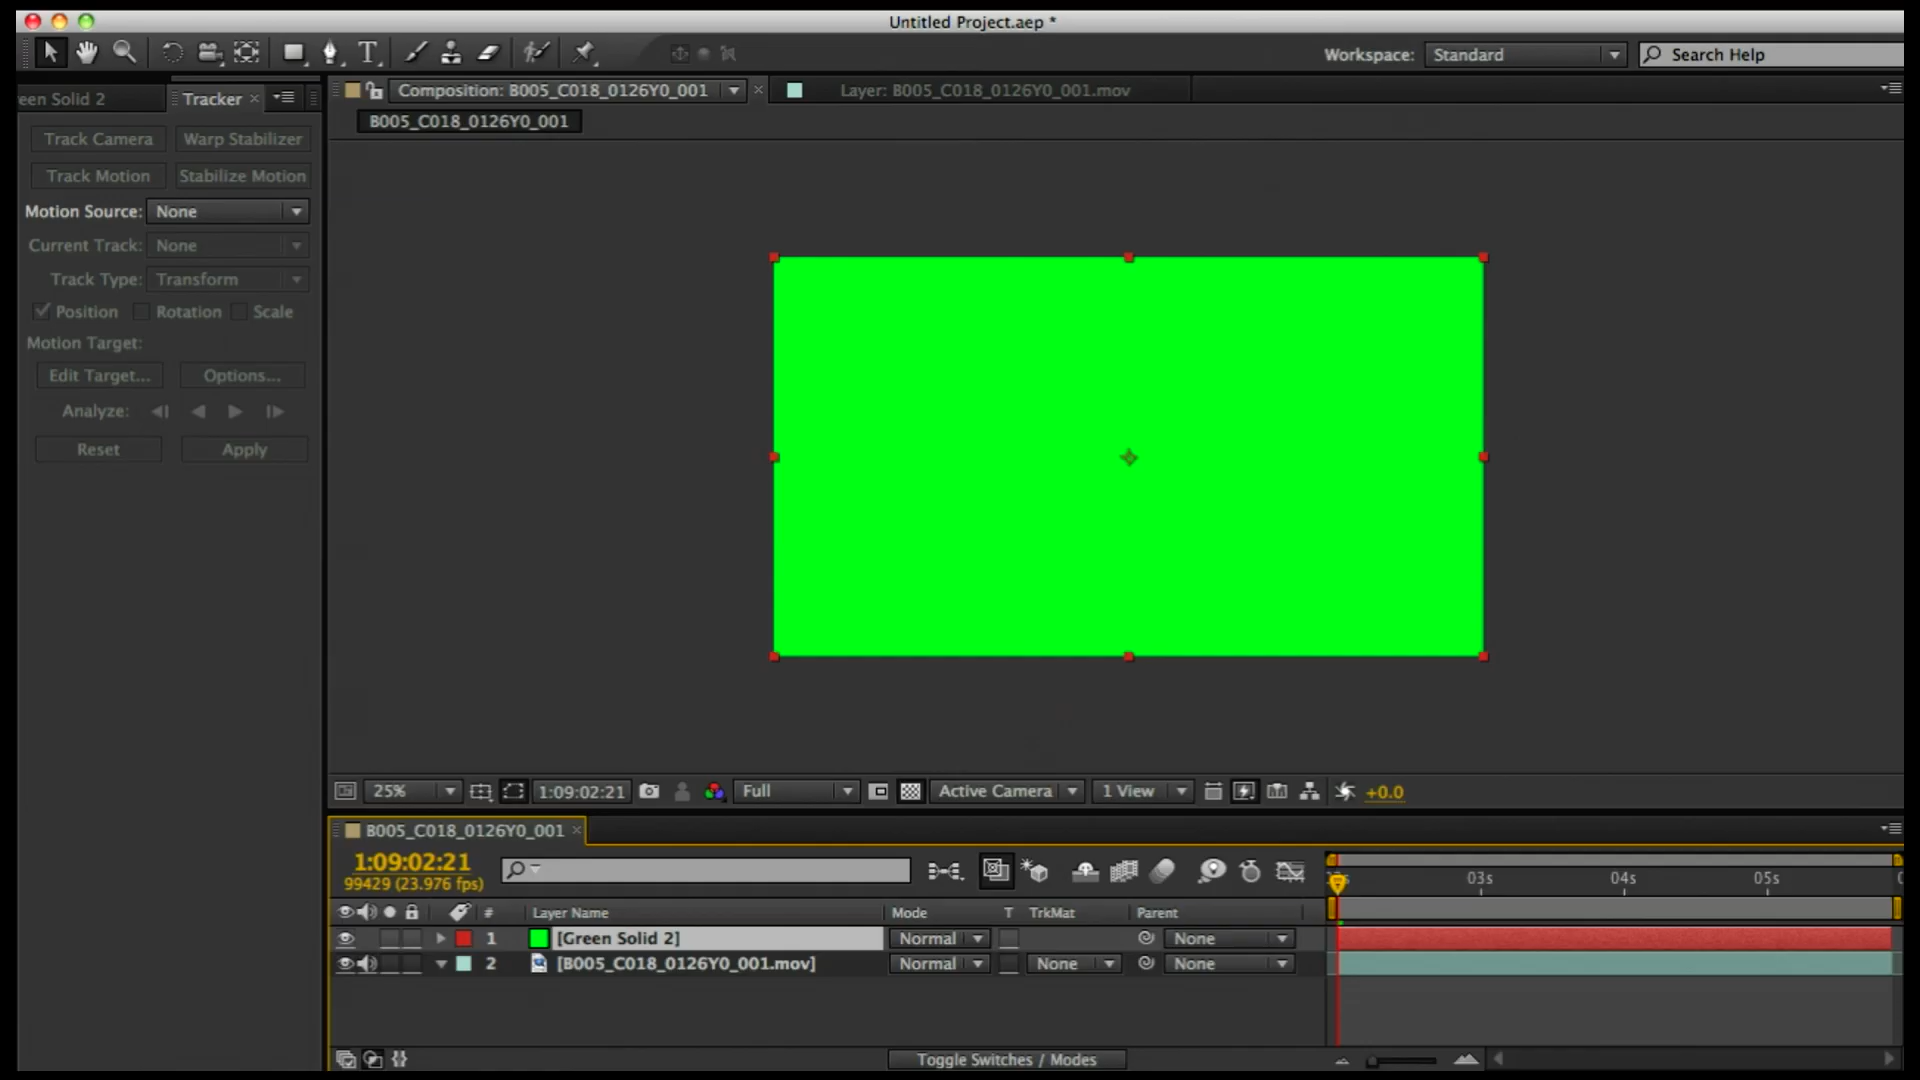 Untitled Project.aep *
T
Workspace: Standard
Search Help
een Solid 2
Tracker ×
Composition: B005_C018_0126Y0_001
Layer: B005_C018_0126Y0_001.mov
B005_C018_0126Y0_001
Track Camera
Warp Stabilizer
Track Motion
Stabilize Motion
Motion Source: None
Current Track: None
Track Type: Transform
Position
Rotation
Scale
Motion Target:
Edit Target...
Options...
Analyze:
Reset
Apply
25%
1:09:02:21
Full
Active Camera
1 View
+0.0
B005_C018_0126Y0_001 ×
1:09:02:21
99429 (23.976 fps)
03s
04s
05s
# Layer Name Mode T TrkMat Parent
1 [Green Solid 2] Normal None
2 [B005_C018_0126Y0_001.mov] Normal None None
Toggle Switches / Modes